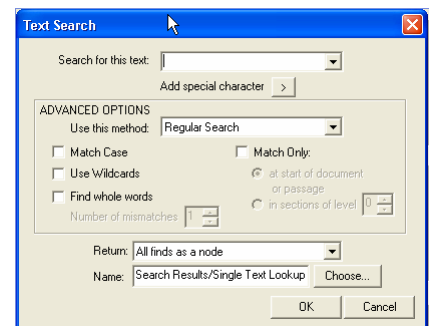 Text Search
Search for this text:
Add special character >
ADVANCED OPTIONS
Use this method: Regular Search
Match Case
Match Only:
Use Wildcards
at start of document
or passage
Find whole words
in sections of level 0
Number of mismatches 1
Return: All finds as a node
Name: Search Results/Single Text Lookup Choose...
OK Cancel